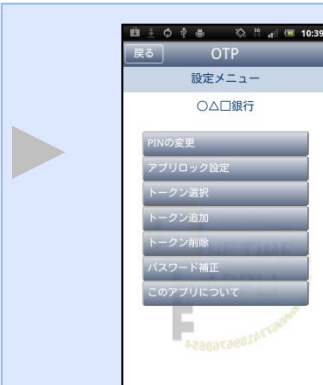 10:39
戻る OTP
設定メニュー
○△□銀行
PINの変更
アプリロック設定
トークン選択
トークン追加
トークン削除
パスワード補正
このアプリについて